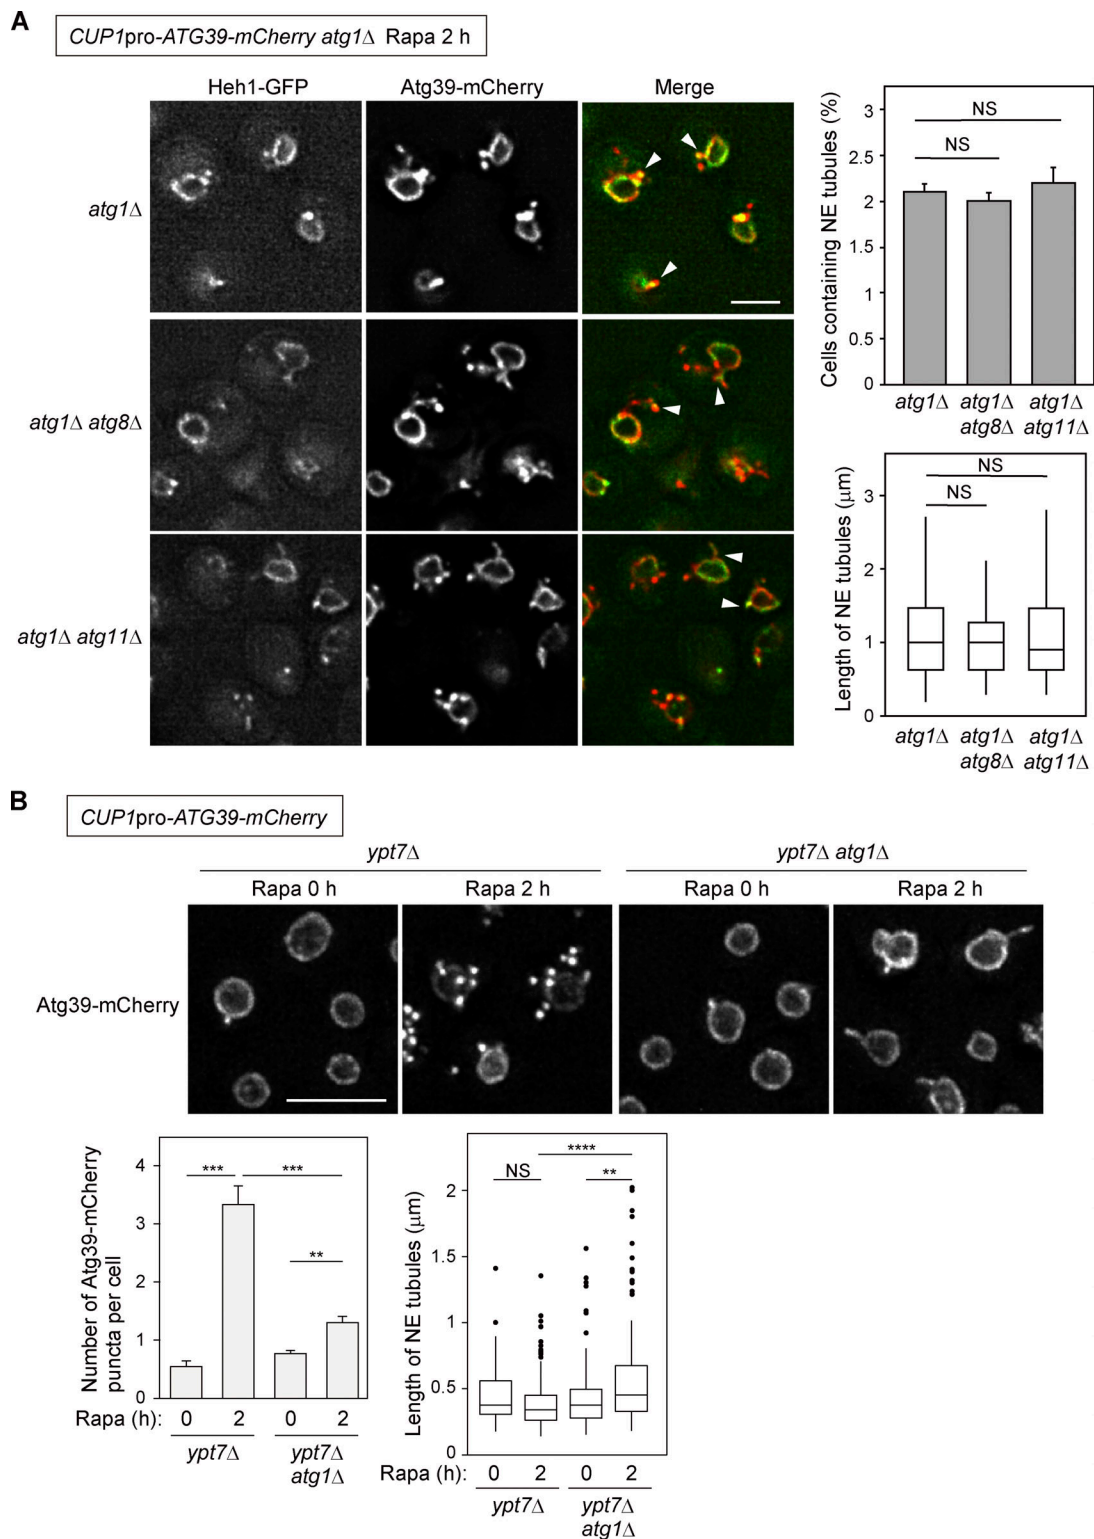 A
CUP1pro-ATG39-mCherry atg1Δ Rapa 2 h
Heh1-GFP Atg39-mCherry Merge
atg1Δ
atg1Δ atg8Δ
atg1Δ atg11Δ
Cells containing NE tubules (%)
3
2.5
2
1.5
1
0.5
0
NS
NS
atg1Δ atg1Δ atg1Δ
atg8Δ atg11Δ
Length of NE tubules (μm)
3
2
1
0
NS
NS
atg1Δ atg1Δ atg1Δ
atg8Δ atg11Δ
B
CUP1pro-ATG39-mCherry
ypt7Δ ypt7Δ atg1Δ
Rapa 0 h Rapa 2 h Rapa 0 h Rapa 2 h
Atg39-mCherry
Number of Atg39-mCherry
puncta per cell
4
3
2
1
0
*** ***
**
Rapa (h): 0 2 0 2
ypt7Δ ypt7Δ
atg1Δ
Length of NE tubules (μm)
2
1.5
1
0.5
0
****
NS **
Rapa (h): 0 2 0 2
ypt7Δ ypt7Δ
atg1Δ